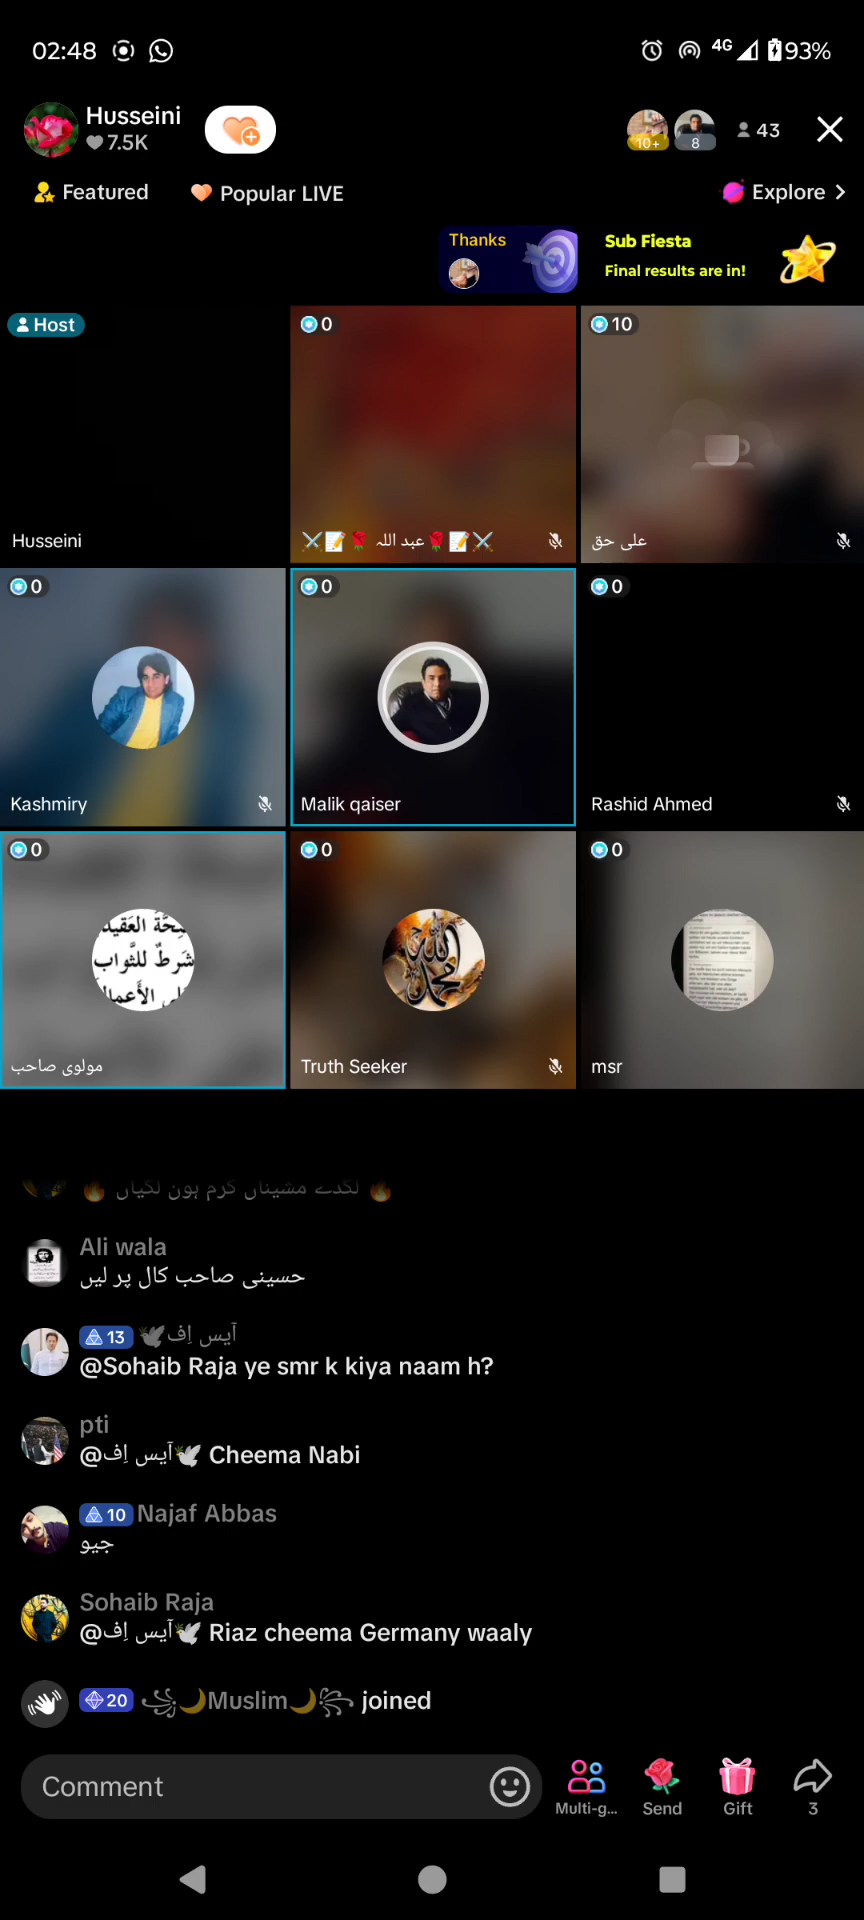 02:48
4G 93%
Husseini
7.5K
10+
8
43
Featured
Popular LIVE
Explore
Thanks
Sub Fiesta
Final results are in!
Host
Husseini
0
⚔️📝🌹 عبد اللہ🌹📝⚔️
10
علی حق
0
Kashmiry
0
Malik qaiser
0
Rashid Ahmed
0
شرطٌ للثَّواب
مولوی صاحب
0
Truth Seeker
0
msr
🔥 لگدے مشیناں گرم ہون لگیاں 🔥
Ali wala
حسینی صاحب کال پر لیں
13 🕊️آیس اِف
@Sohaib Raja ye smr k kiya naam h?
pti
@آیس اِف🕊️ Cheema Nabi
10 Najaf Abbas
جیو
Sohaib Raja
@آیس اِف🕊️ Riaz cheema Germany waaly
20 ꧁🌙Muslim🌙꧂ joined
Comment
Multi-g...
Send
Gift
3